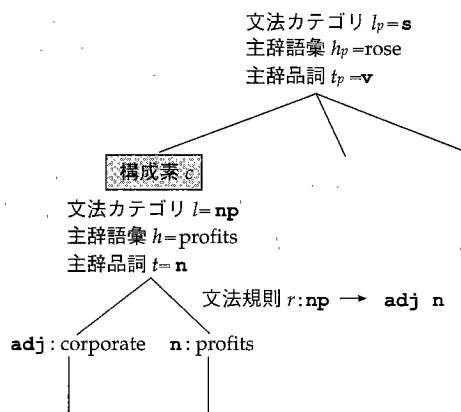 文法カテゴリ lp=s
主辞語彙 hp=rose
主辞品詞 tp=v
構成素 c
文法カテゴリ l=np
主辞語彙 h=profits
主辞品詞 t=n
文法規則 r:np → adj n
adj:corporate n:profits